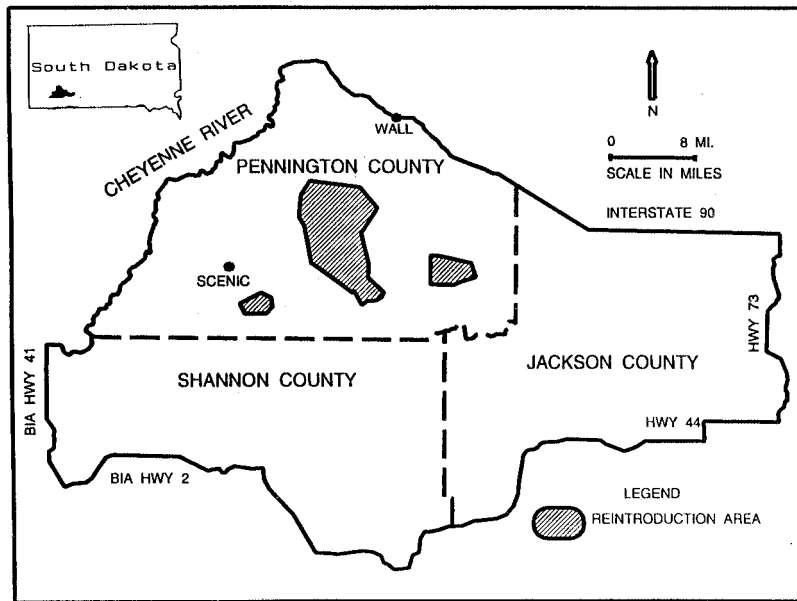 South Dakota
CHEYENNE RIVER
WALL
PENNINGTON COUNTY
N
0 8 MI.
SCALE IN MILES
INTERSTATE 90
SCENIC
HWY 73
BIA HWY 41
SHANNON COUNTY
JACKSON COUNTY
HWY 44
BIA HWY 2
LEGEND
REINTRODUCTION AREA